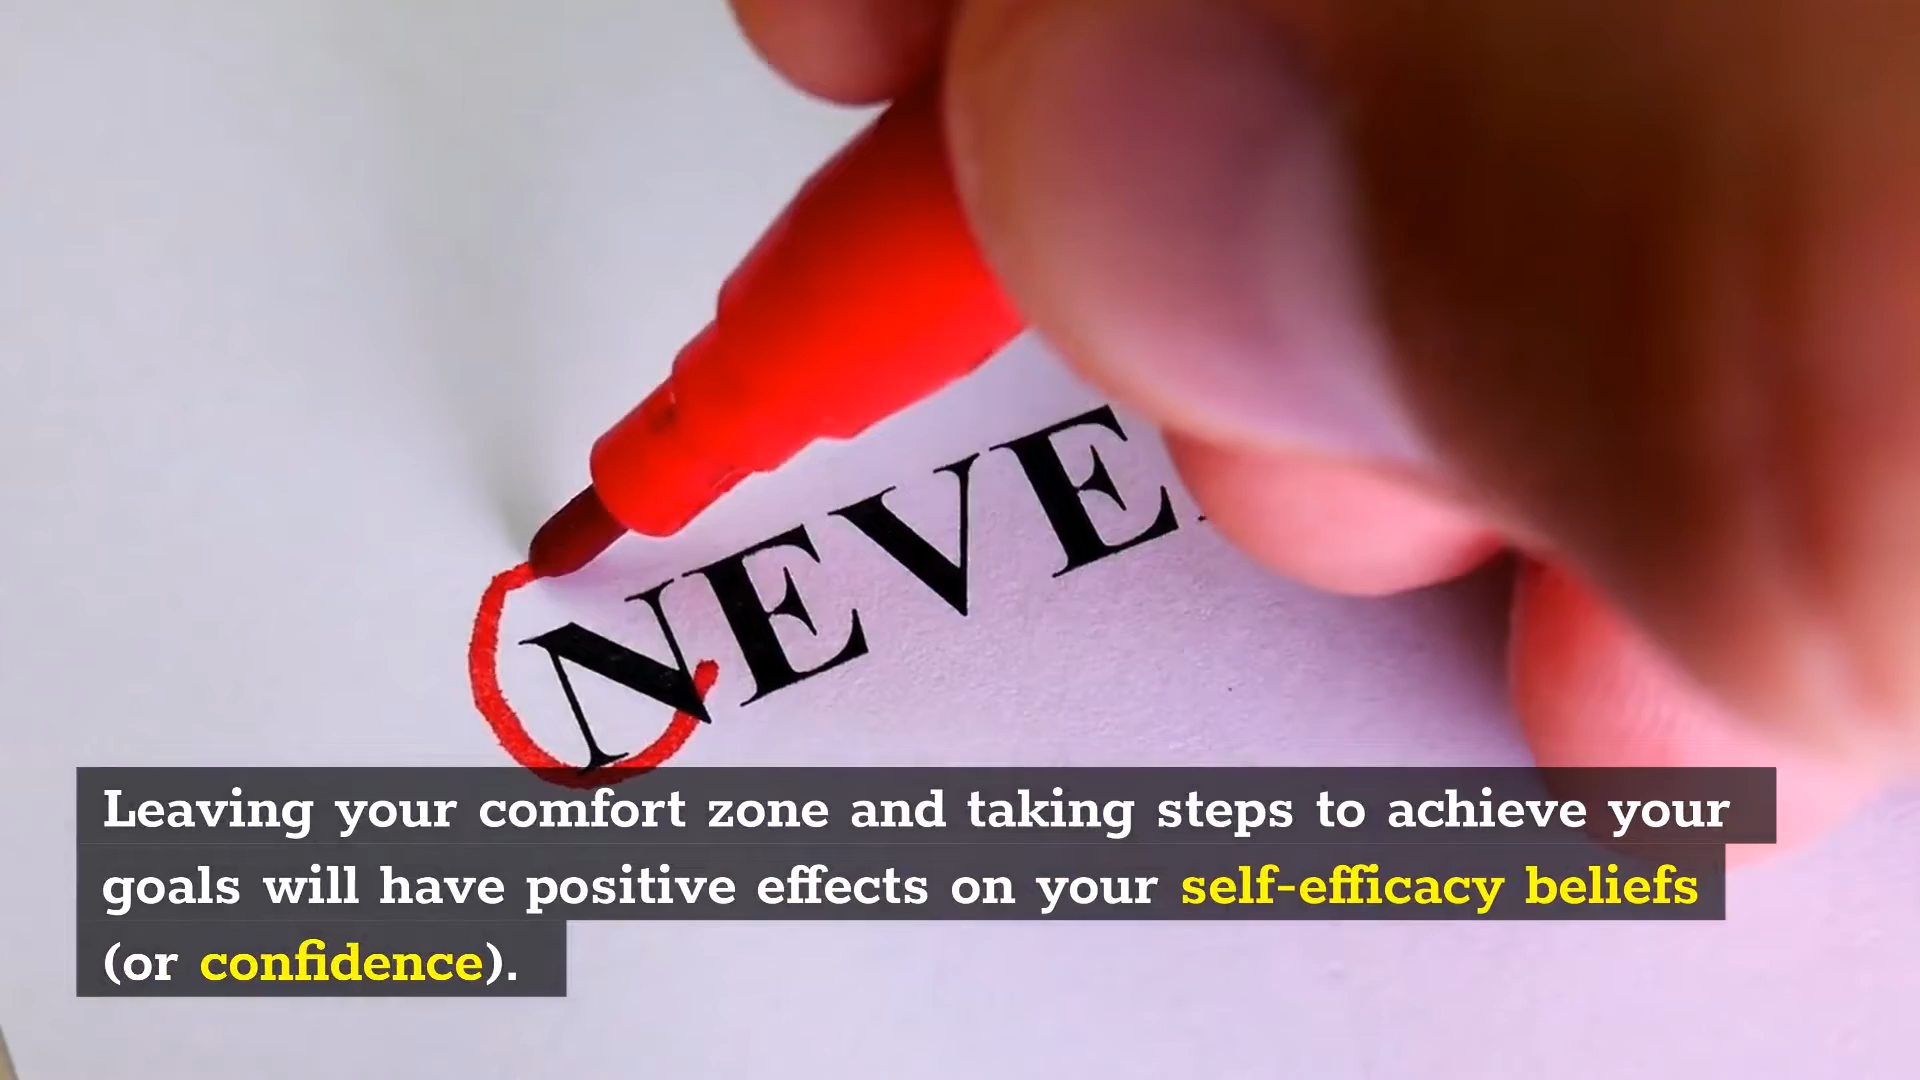 NEVE
Leaving your comfort zone and taking steps to achieve your
goals will have positive effects on your self-efficacy beliefs
(or confidence).